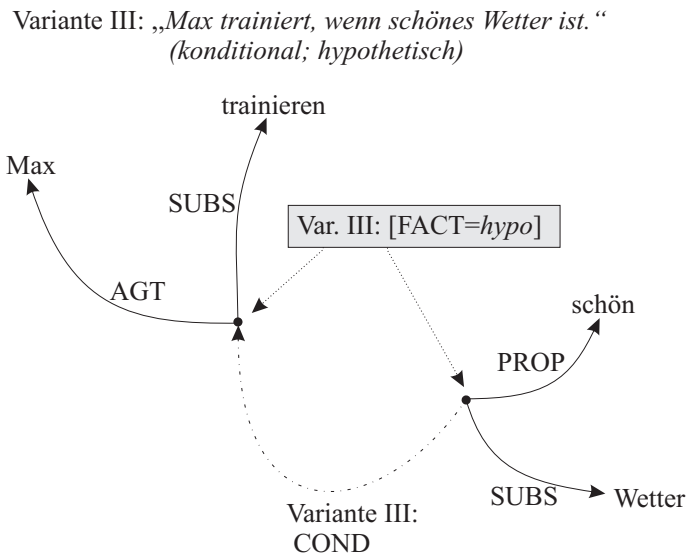 Variante III: „Max trainiert, wenn schönes Wetter ist.“
(konditional; hypothetisch)
trainieren
Max
SUBS
Var. III: [FACT=hypo]
AGT
schön
PROP
SUBS
Wetter
Variante III:
COND